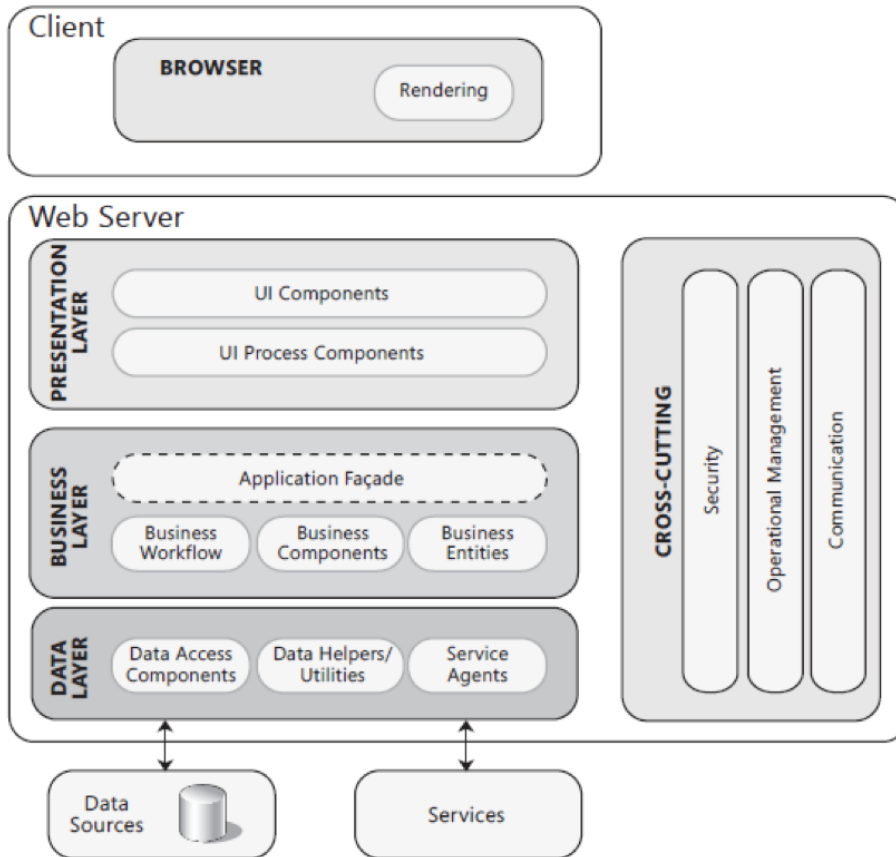 Client
BROWSER
Rendering
Web Server
PRESENTATION
LAYER
UI Components
UI Process Components
BUSINESS
LAYER
Application Façade
Business
Workflow
Business
Components
Business
Entities
DATA
LAYER
Data Access
Components
Data Helpers/
Utilities
Service
Agents
CROSS-CUTTING
Security
Operational Management
Communication
Data
Sources
Services